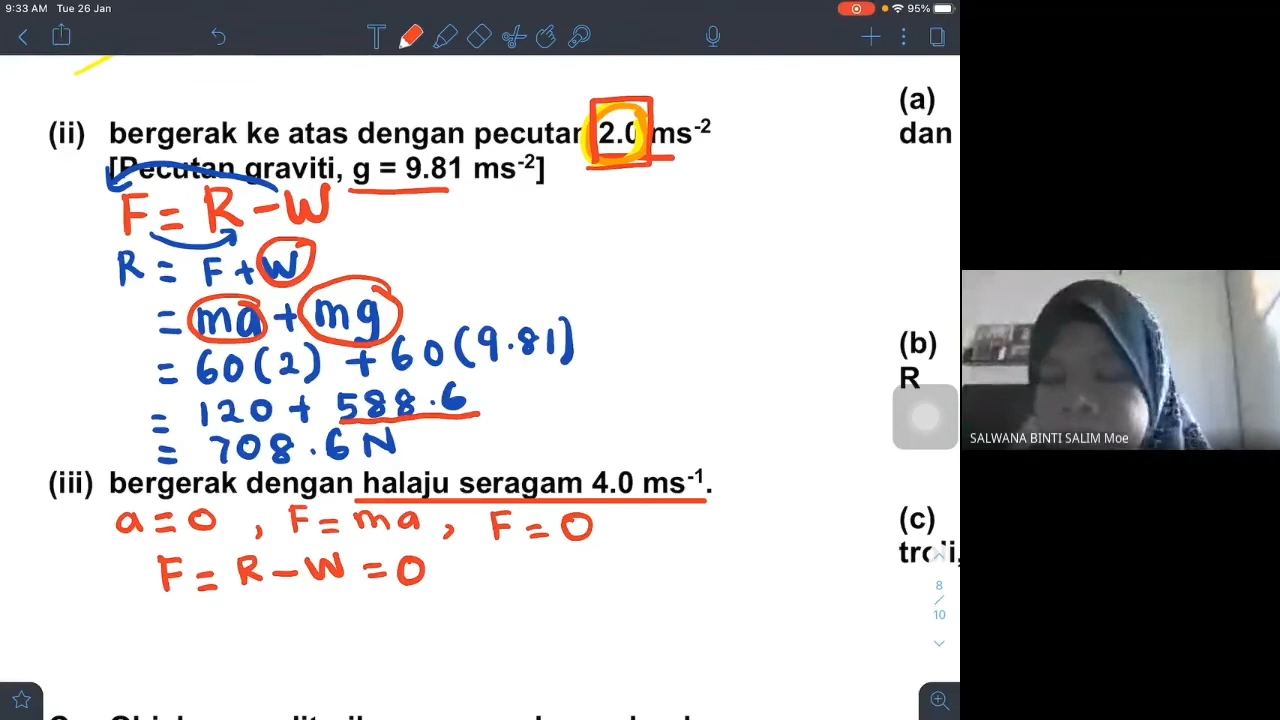 9:33 AM Tue 26 Jan
95%
(ii) bergerak ke atas dengan pecutan 2.0 ms-2
[Pecutan graviti, g = 9.81 ms-2]
F = R - W
R = F + W
= ma + mg
= 60(2) + 60(9.81)
= 120 + 588.6
= 708.6 N
(iii) bergerak dengan halaju seragam 4.0 ms-1.
a = 0 , F = ma , F = 0
F = R - W = 0
(a)
dan
(b)
R
(c)
troli,
8
/
10
SALWANA BINTI SALIM Moe